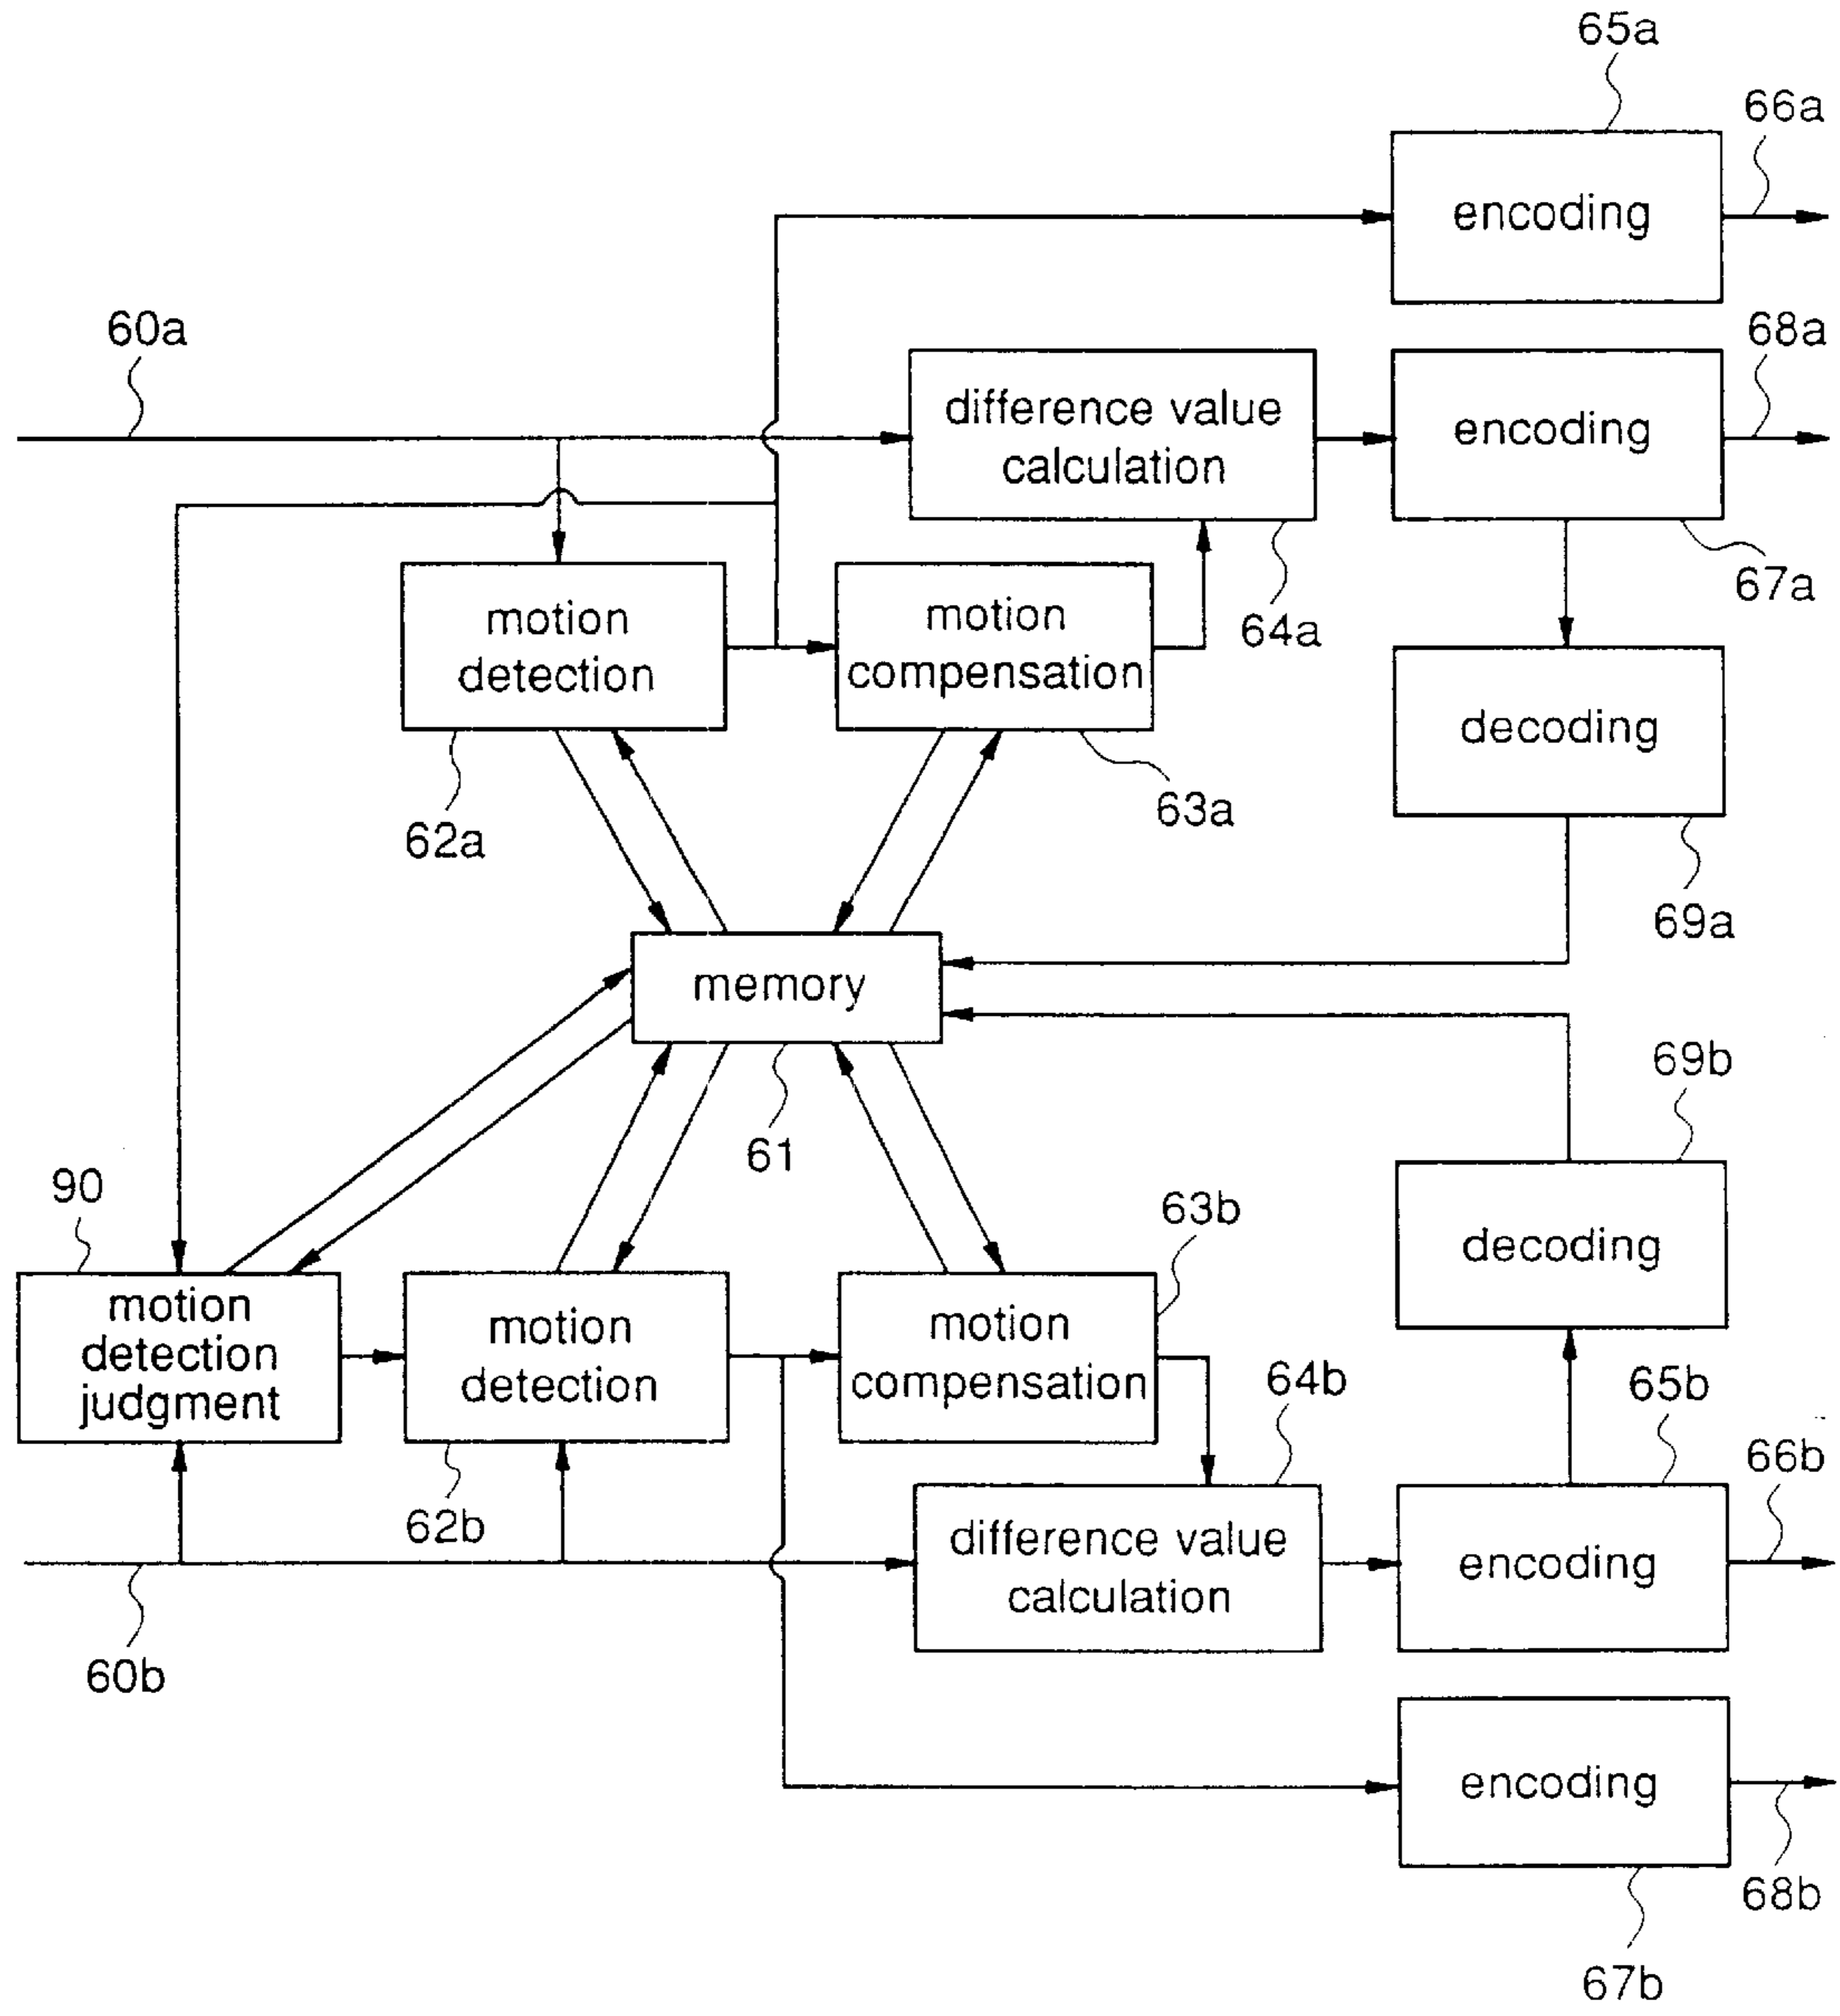 65a
66a
encoding
60a
68a
difference value
calculation
encoding
67a
64a
motion
detection
motion
compensation
decoding
63a
62a
69a
memory
69b
61
90
63b
decoding
motion
detection
judgment
motion
detection
motion
compensation
64b
65b
66b
62b
difference value
calculation
encoding
60b
encoding
68b
67b